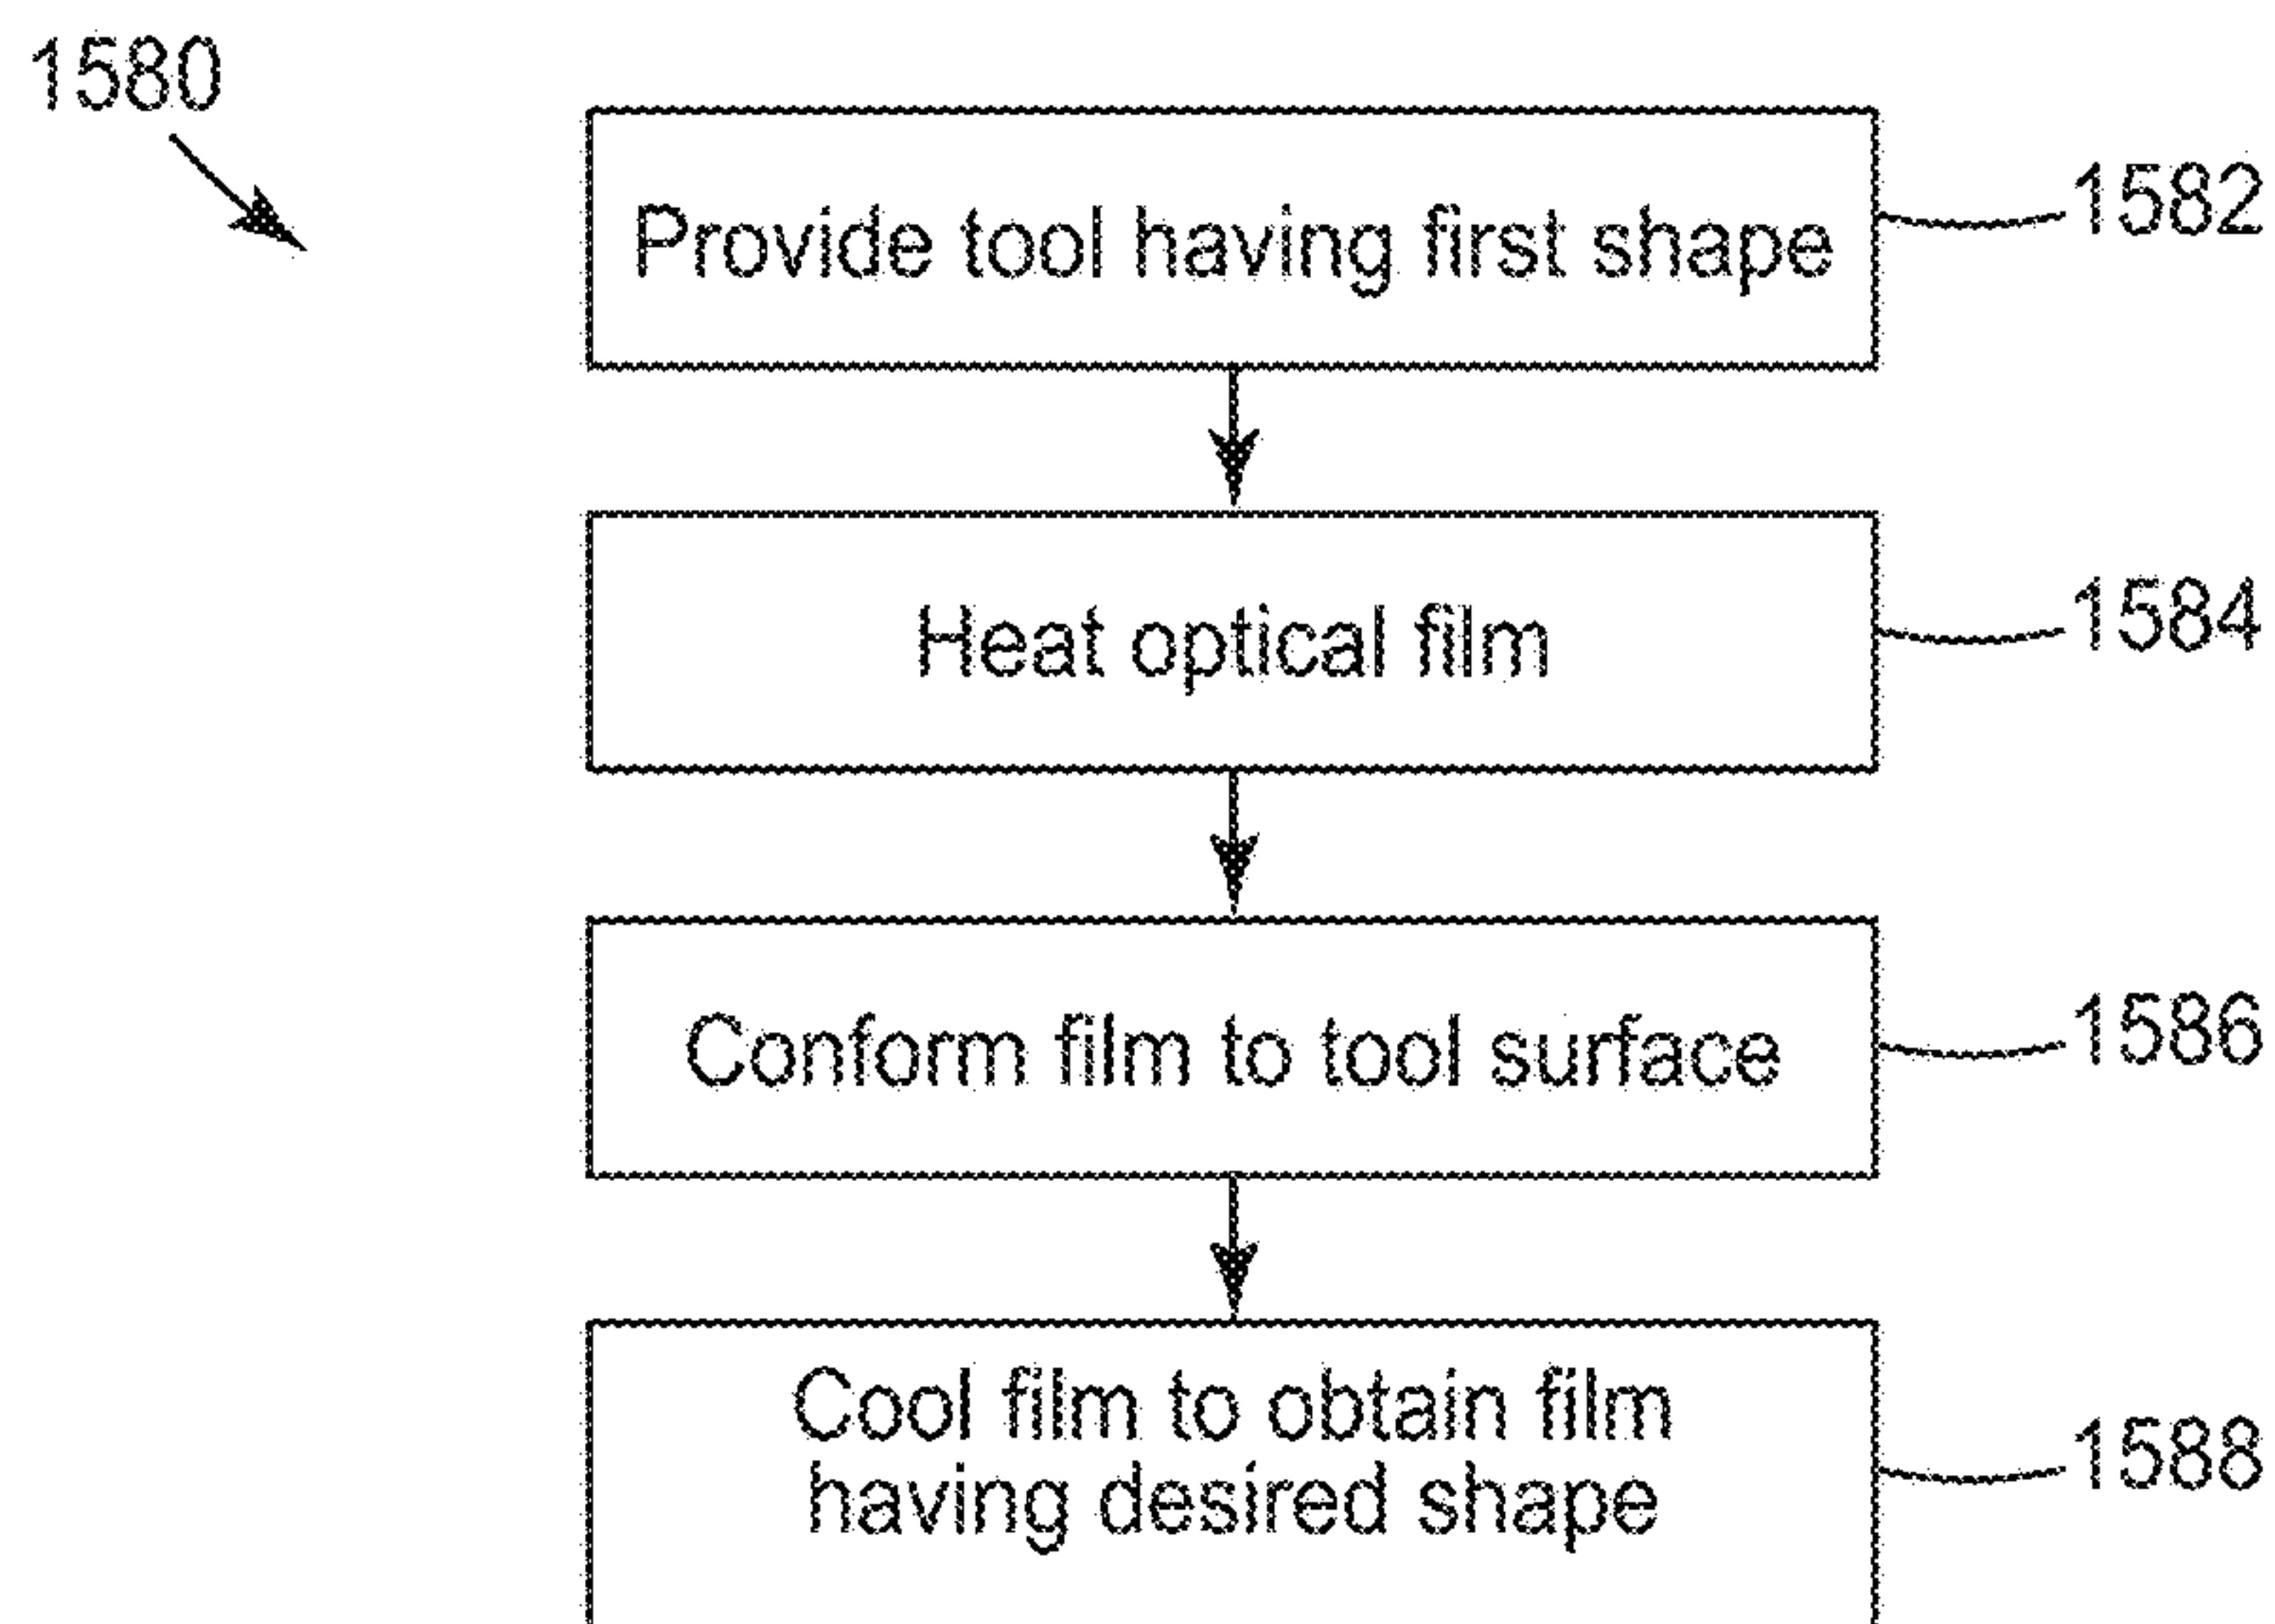 1580
Provide tool having first shape
1582
Heat optical film
1584
Conform film to tool surface
1586
Cool film to obtain film
having desired shape
1588